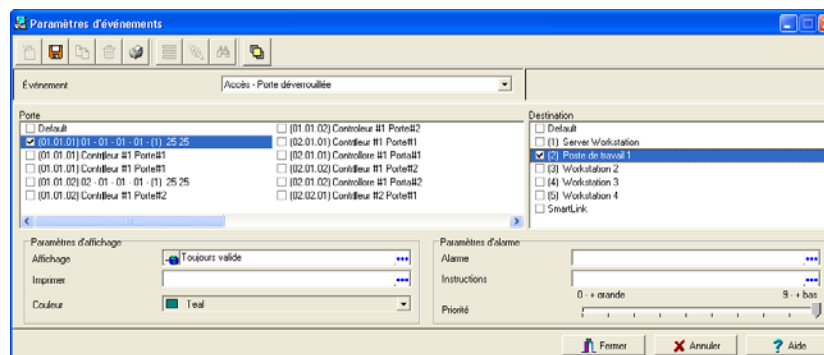 Paramètres d'événements
Événement
Accès - Porte déverrouillée
Porte
Default
(01.01.01) 01 - 01 - 01 - 01 - (1) 25 25
(01.01.01) Contrôleur #1 Porte#1
(01.01.01) Contrôleur #1 Porte#1
(01.01.02) 02 - 01 - 01 - 01 - (1) 25 25
(01.01.02) Contrôleur #1 Porte#2
(01.01.02) Controleur #1 Porte#2
(02.01.01) Contrôleur #1 Porte#1
(02.01.01) Controllore #1 Porta#1
(02.01.02) Contrôleur #1 Porte#2
(02.01.02) Controllore #1 Porta#2
(02.02.01) Contrôleur #2 Porte#1
Destination
Default
(1) Server Workstation
(2) Poste de travail 1
(3) Workstation 2
(4) Workstation 3
(5) Workstation 4
SmartLink
Paramètres d'affichage
Affichage
Toujours valide
Imprimer
Couleur
Teal
Paramètres d'alarme
Alarme
Instructions
0 - + grande
9 - + bas
Priorité
Fermer
Annuler
Aide